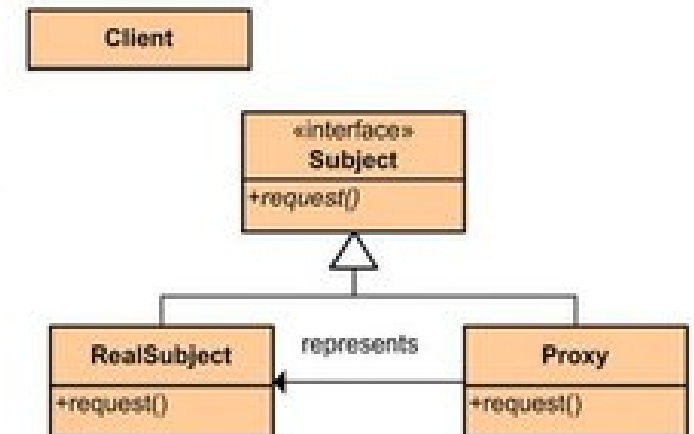 Client
«interface»
Subject
+request()
RealSubject
represents
Proxy
+request()
+request()